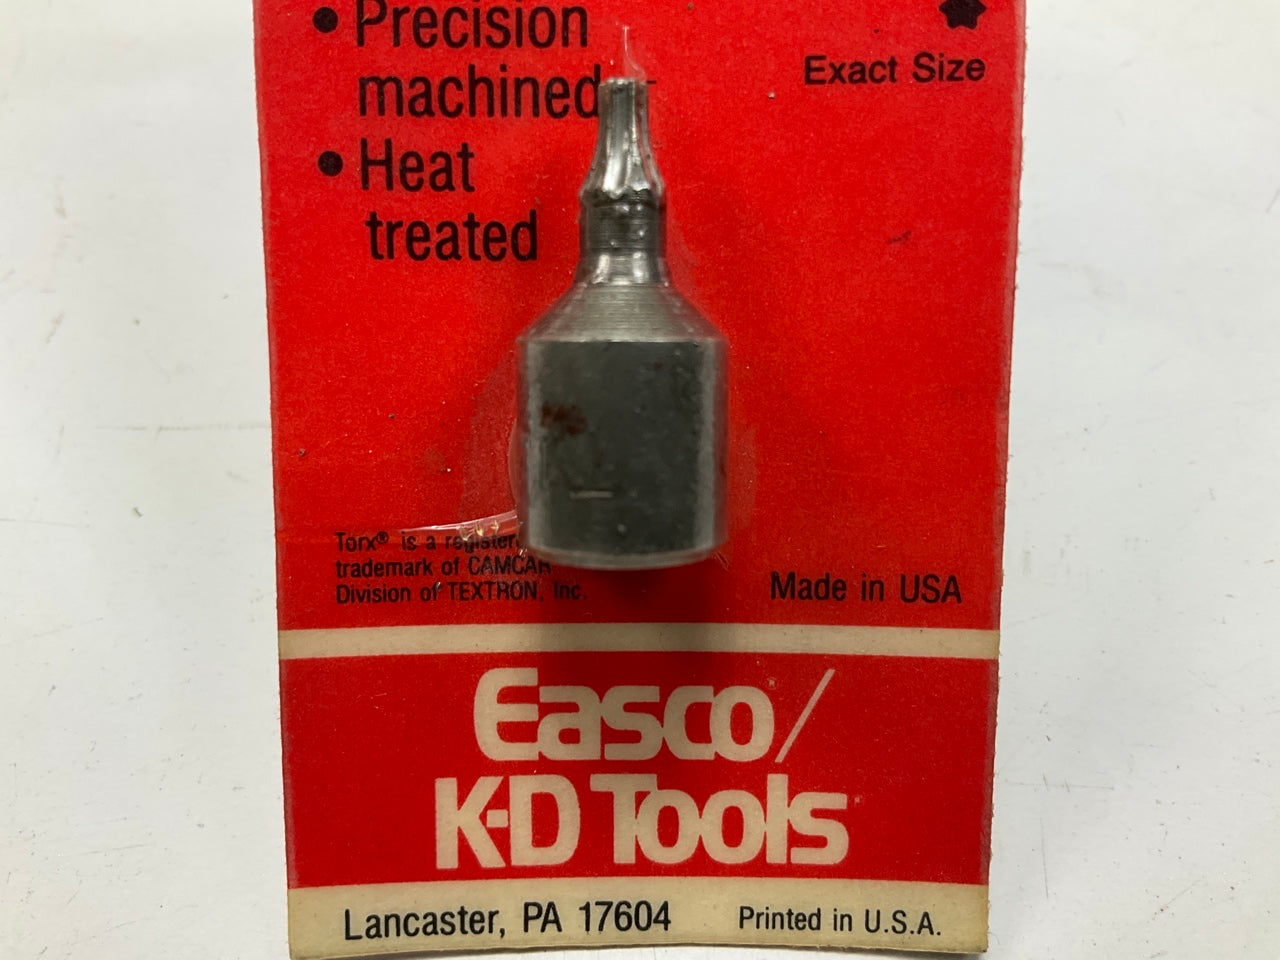 • Precision
machined
Exact Size
• Heat
treated
Torx® is a register
trademark of CAMCAR
Division of TEXTRON, Inc.
Made in USA
Easco/
K-D Tools
Lancaster, PA 17604
Printed in U.S.A.